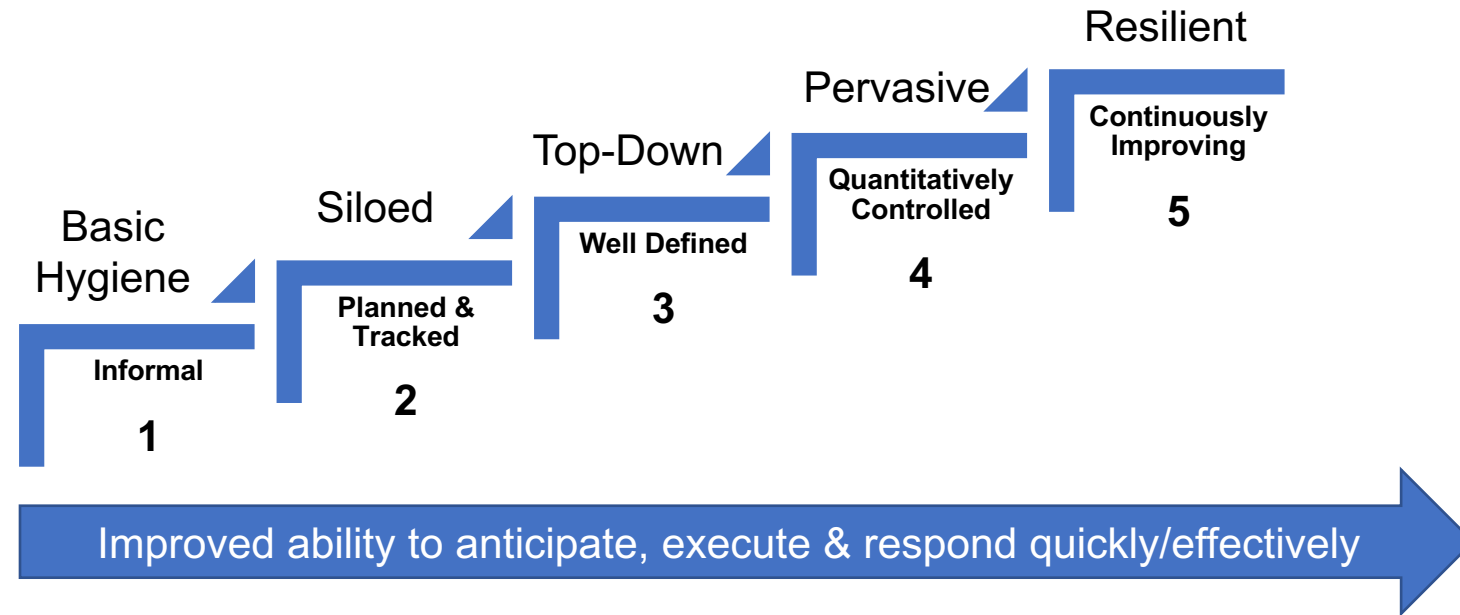 Basic
Hygiene
Informal
1
Siloed
Planned &
Tracked
2
Top-Down
Well Defined
3
Pervasive
Quantitatively
Controlled
4
Resilient
Continuously
Improving
5
Improved ability to anticipate, execute & respond quickly/effectively